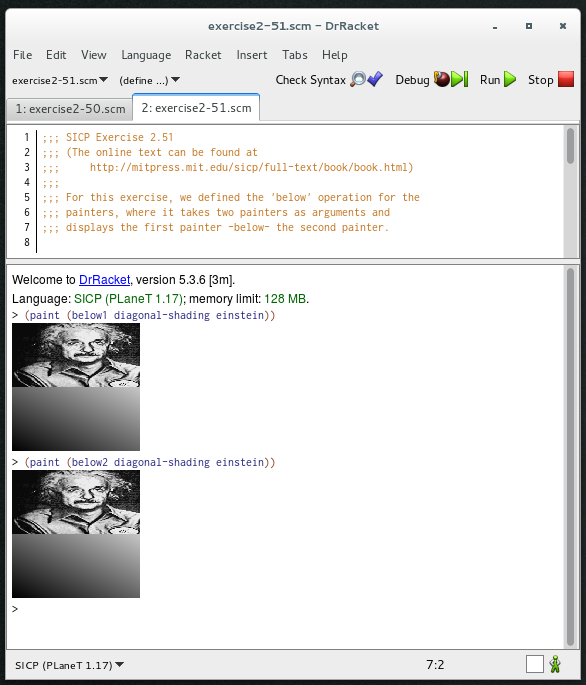 exercise2-51.scm – DrRacket
File Edit View Language Racket Insert Tabs Help
exercise2-51.scm (define ...) Check Syntax Debug Run Stop
1: exercise2-50.scm 2: exercise2-51.scm
1 ;;; SICP Exercise 2.51
2 ;;; (The online text can be found at
3 ;;;     http://mitpress.mit.edu/sicp/full-text/book/book.html)
4 ;;;
5 ;;; For this exercise, we defined the 'below' operation for the
6 ;;; painters, where it takes two painters as arguments and
7 ;;; displays the first painter -below- the second painter.
8
Welcome to DrRacket, version 5.3.6 [3m].
Language: SICP (PLaneT 1.17); memory limit: 128 MB.
> (paint (below1 diagonal-shading einstein))
> (paint (below2 diagonal-shading einstein))
>
SICP (PLaneT 1.17) 7:2